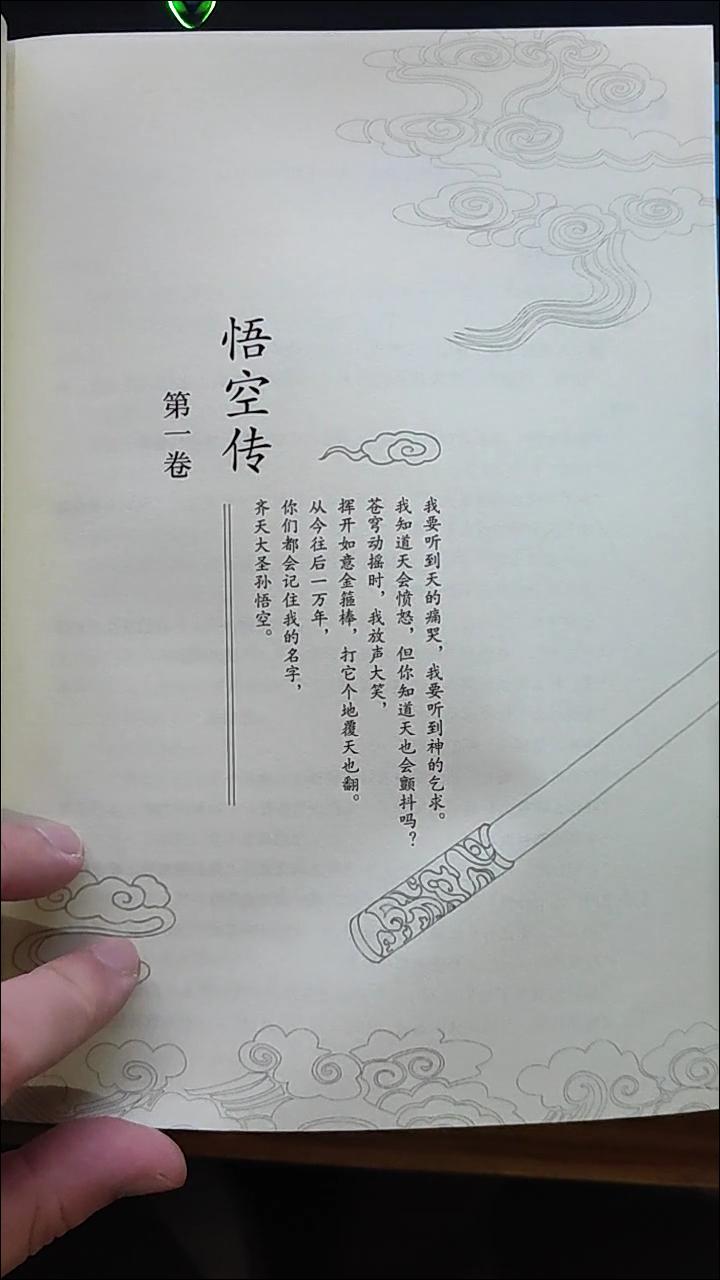 我要听到天的痛哭，我要听到神的乞求。
我知道天会愤怒，但你知道天也会颤抖吗？
苍穹动摇时，我放声大笑，
挥开如意金箍棒，打它个地覆天也翻。
从今往后一万年，
你们都会记住我的名字，
齐天大圣孙悟空。
悟空传
第一卷